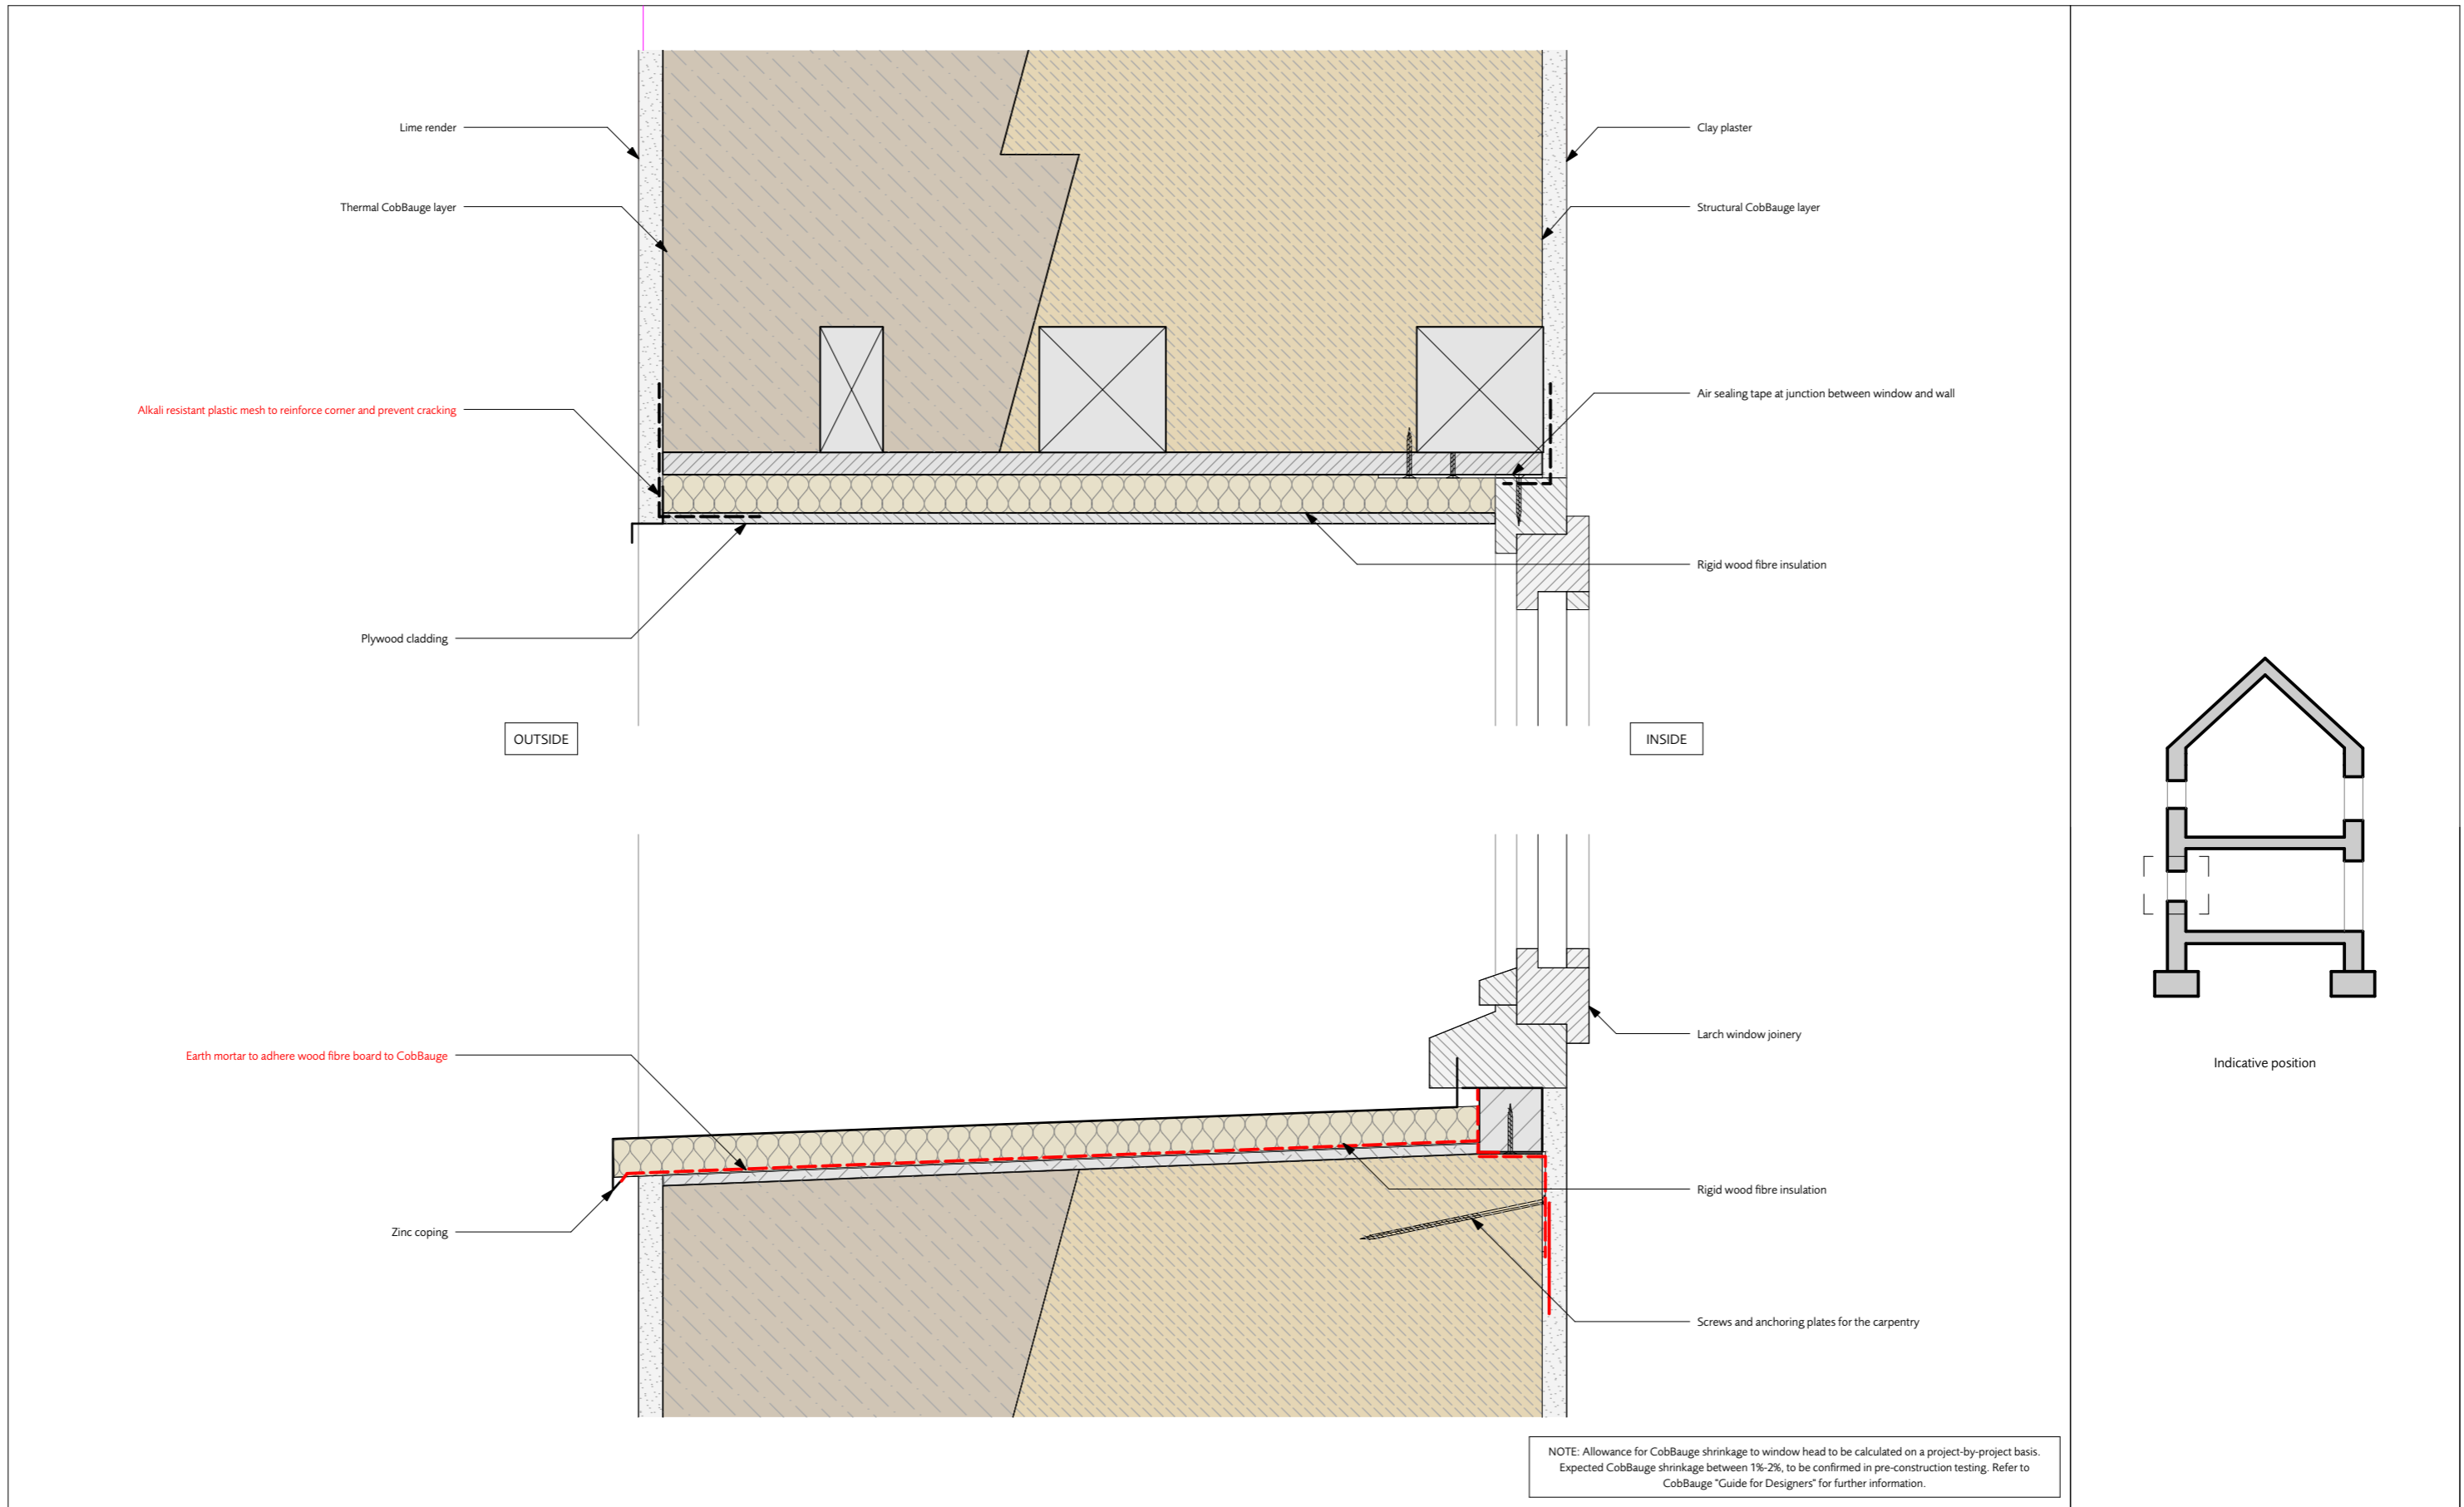 Lime render
Clay plaster
Thermal CobBauge layer
Structural CobBauge layer
Air sealing tape at junction between window and wall
Alkali resistant plastic mesh to reinforce corner and prevent cracking
Rigid wood fibre insulation
Plywood cladding
OUTSIDE
INSIDE
Larch window joinery
Earth mortar to adhere wood fibre board to CobBauge
Indicative position
Rigid wood fibre insulation
Zinc coping
Screws and anchoring plates for the carpentry
NOTE: Allowance for CobBauge shrinkage to window head to be calculated on a project-by-project basis.
Expected CobBauge shrinkage between 1%-2%, to be confirmed in pre-construction testing. Refer to
CobBauge "Guide for Designers" for further information.